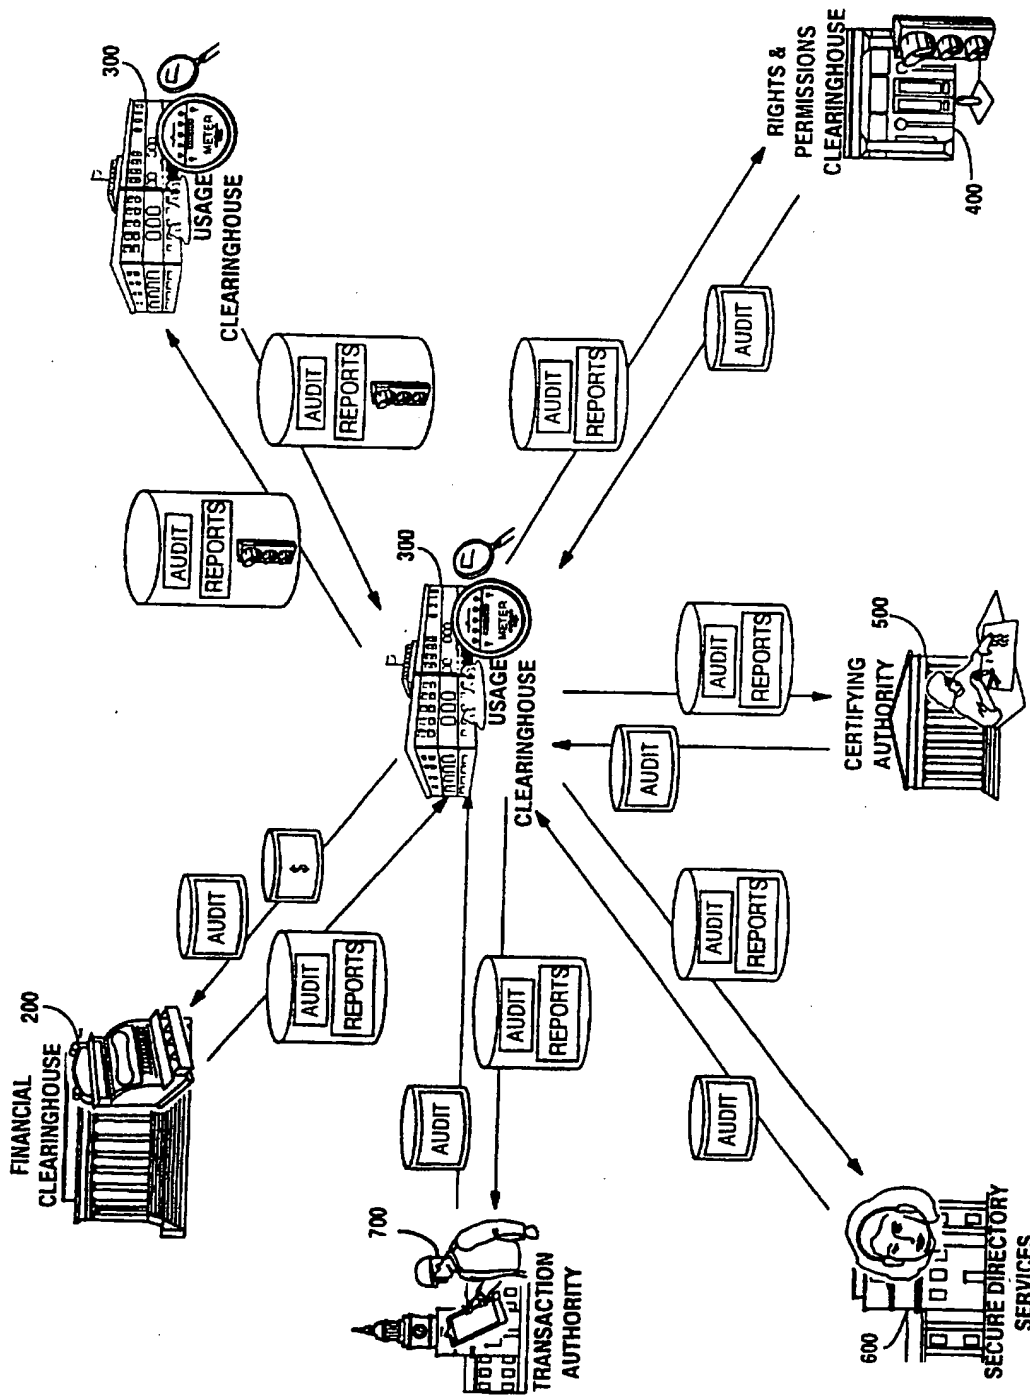 FINANCIAL
CLEARINGHOUSE
200
AUDIT
$
AUDIT
REPORTS
AUDIT
REPORTS
AUDIT
REPORTS
300
METER
USAGE
CLEARINGHOUSE
700
TRANSACTION
AUTHORITY
AUDIT
AUDIT
REPORTS
300
METER
USAGE
CLEARINGHOUSE
AUDIT
REPORTS
AUDIT
RIGHTS &
PERMISSIONS
CLEARINGHOUSE
400
600
SECURE DIRECTORY
SERVICES
AUDIT
AUDIT
REPORTS
AUDIT
AUDIT
REPORTS
CERTIFYING
AUTHORITY
500